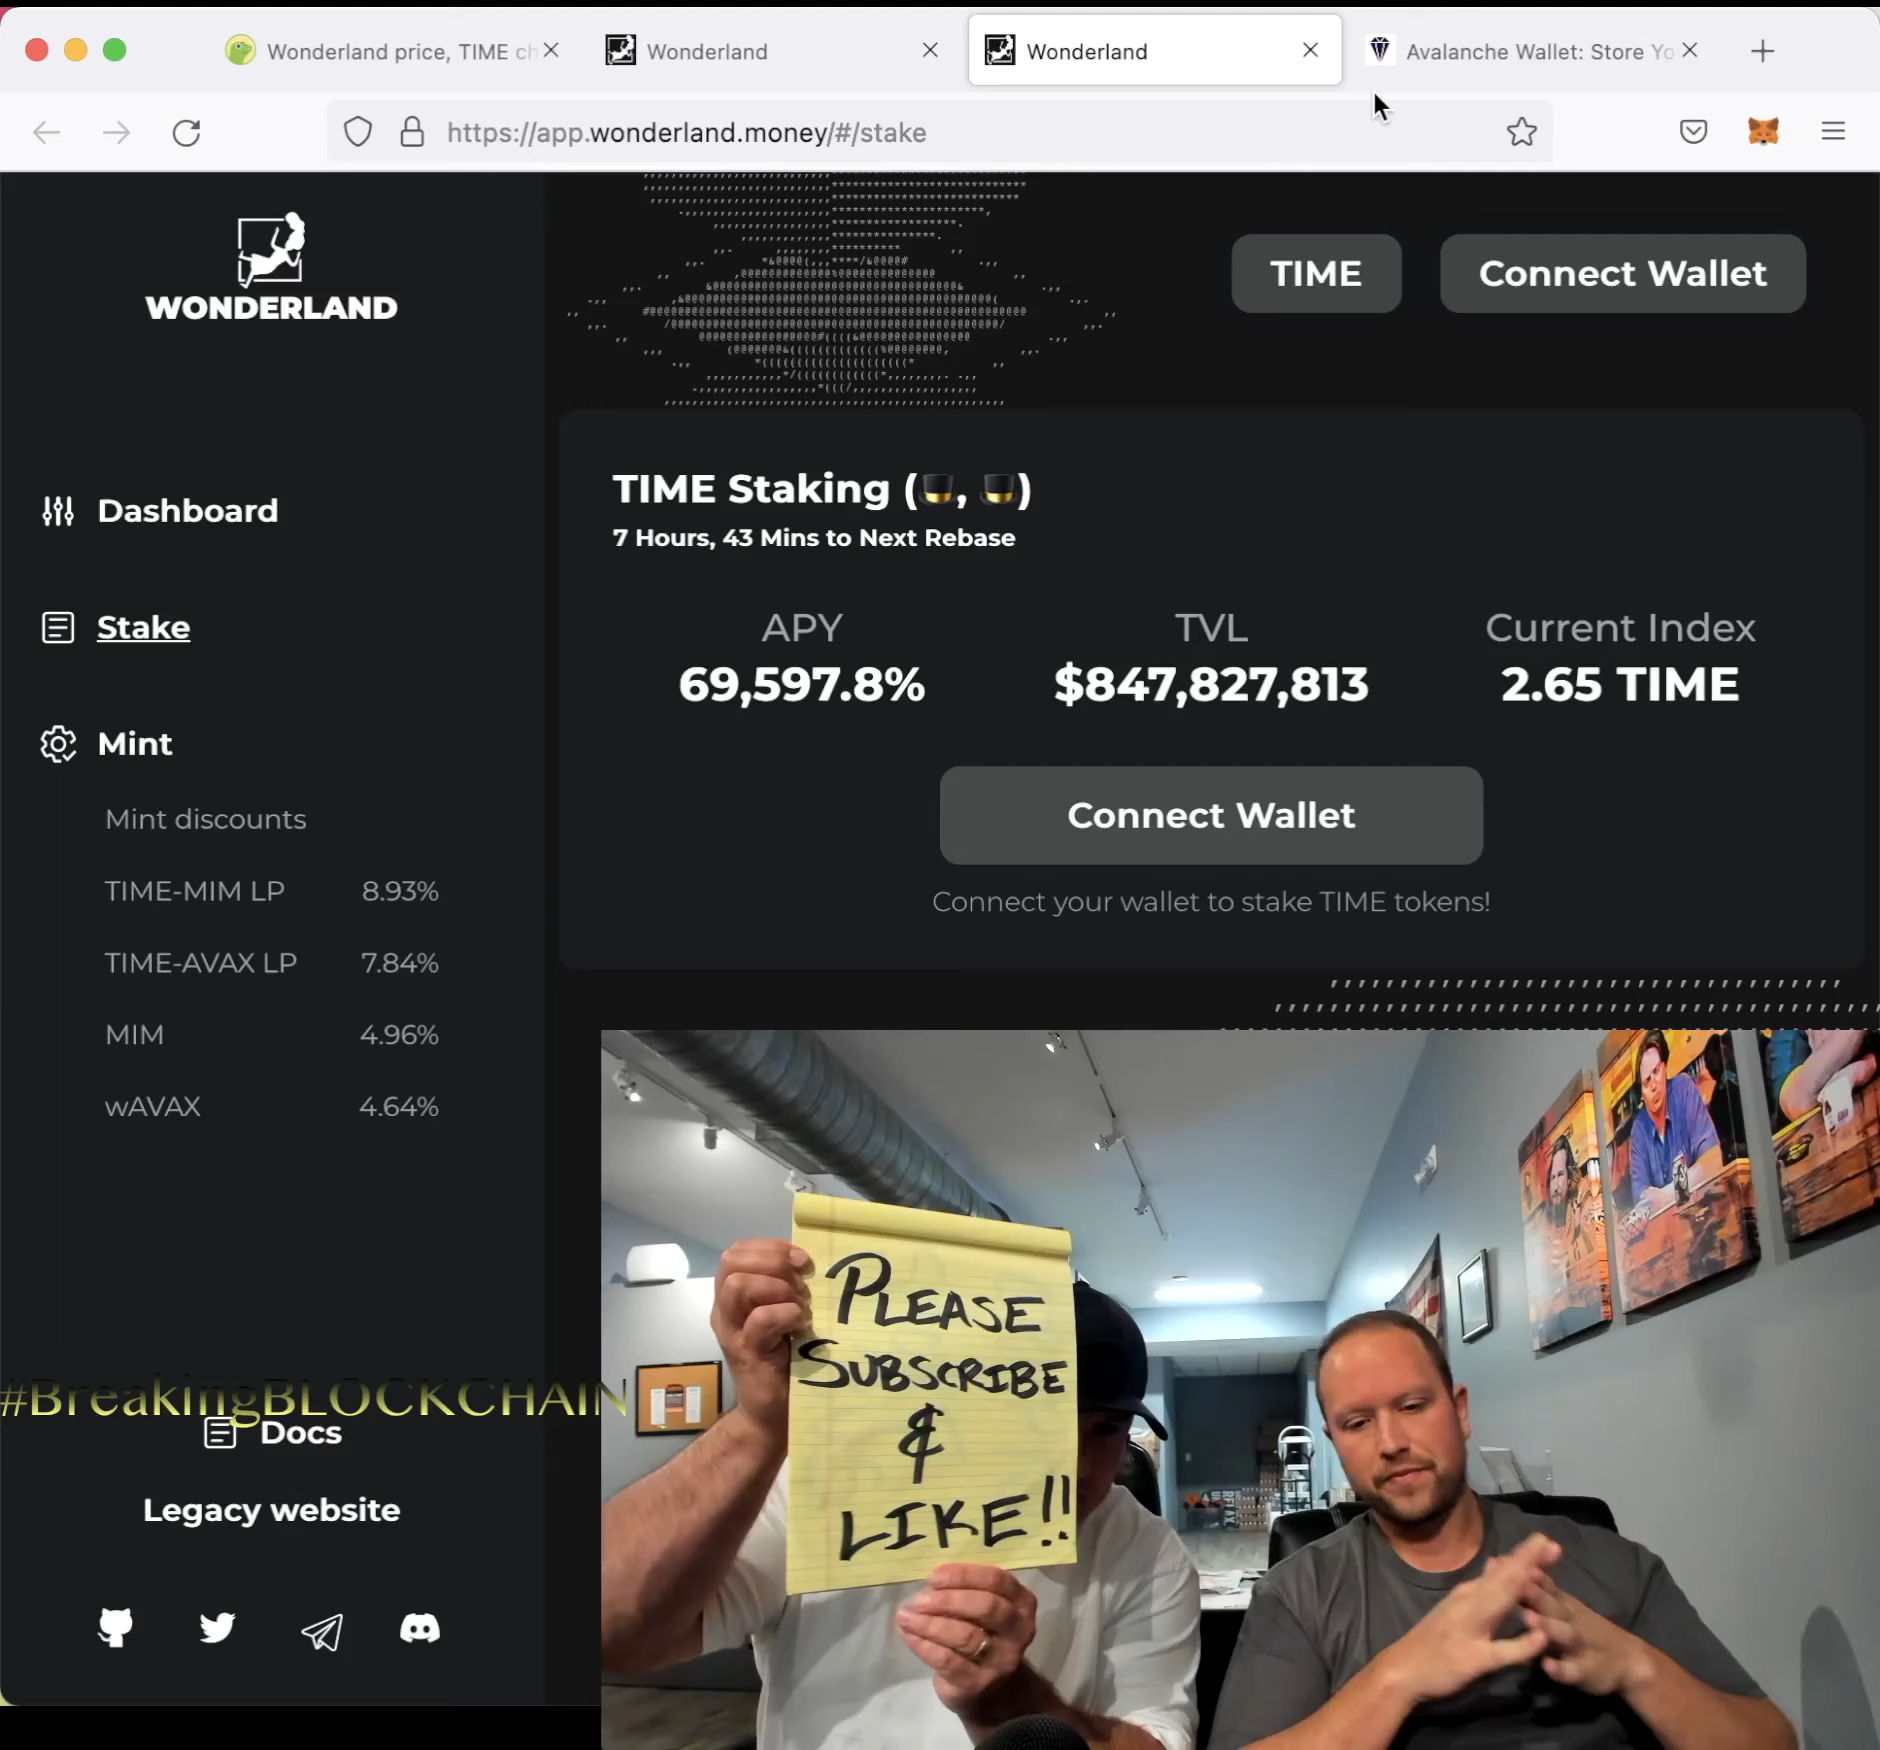 Wonderland price, TIME ch
Wonderland
Wonderland
Avalanche Wallet: Store Yo
https://app.wonderland.money/#/stake
WONDERLAND
TIME
Connect Wallet
Dashboard
Stake
Mint
Mint discounts
TIME-MIM LP 8.93%
TIME-AVAX LP 7.84%
MIM 4.96%
wAVAX 4.64%
TIME Staking (🎩, 🎩)
7 Hours, 43 Mins to Next Rebase
APY
69,597.8%
TVL
$847,827,813
Current Index
2.65 TIME
Connect Wallet
Connect your wallet to stake TIME tokens!
#BreakingBLOCKCHAIN
Docs
Legacy website
PLEASE
SUBSCRIBE
&
LIKE!!